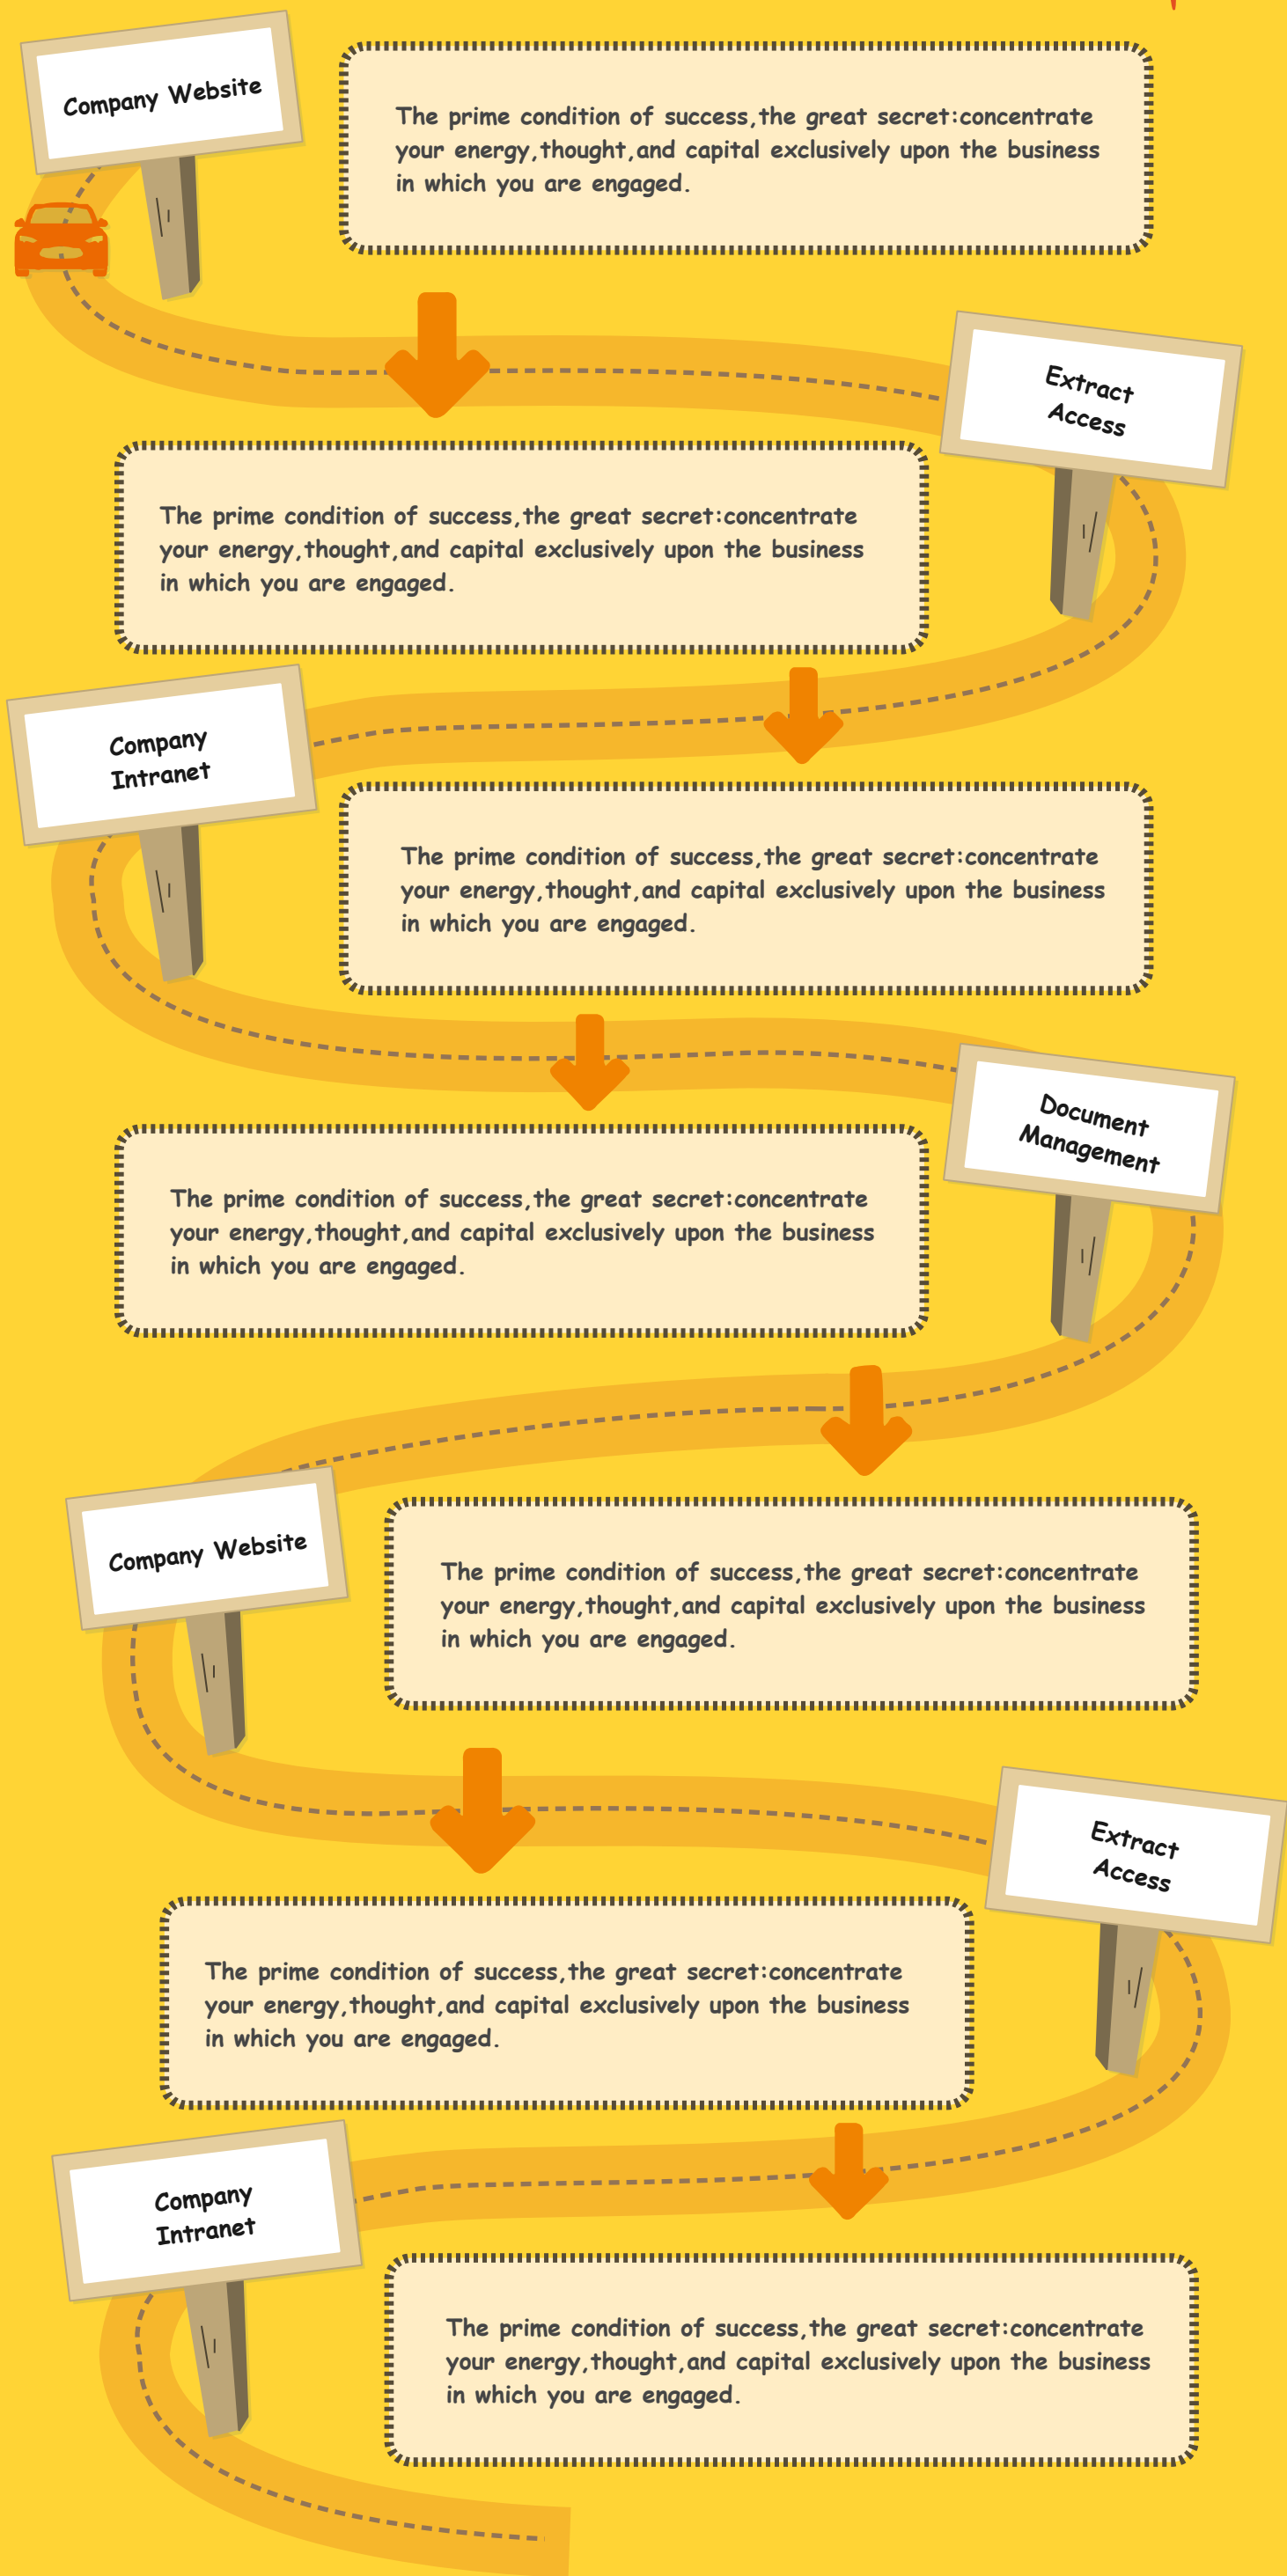 Company Website
The prime condition of success,the great secret:concentrate
your energy,thought,and capital exclusively upon the business
in which you are engaged.
Extract
Access
The prime condition of success,the great secret:concentrate
your energy,thought,and capital exclusively upon the business
in which you are engaged.
Company
Intranet
The prime condition of success,the great secret:concentrate
your energy,thought,and capital exclusively upon the business
in which you are engaged.
Document
Management
The prime condition of success,the great secret:concentrate
your energy,thought,and capital exclusively upon the business
in which you are engaged.
Company Website
The prime condition of success,the great secret:concentrate
your energy,thought,and capital exclusively upon the business
in which you are engaged.
Extract
Access
The prime condition of success,the great secret:concentrate
your energy,thought,and capital exclusively upon the business
in which you are engaged.
Company
Intranet
The prime condition of success,the great secret:concentrate
your energy,thought,and capital exclusively upon the business
in which you are engaged.